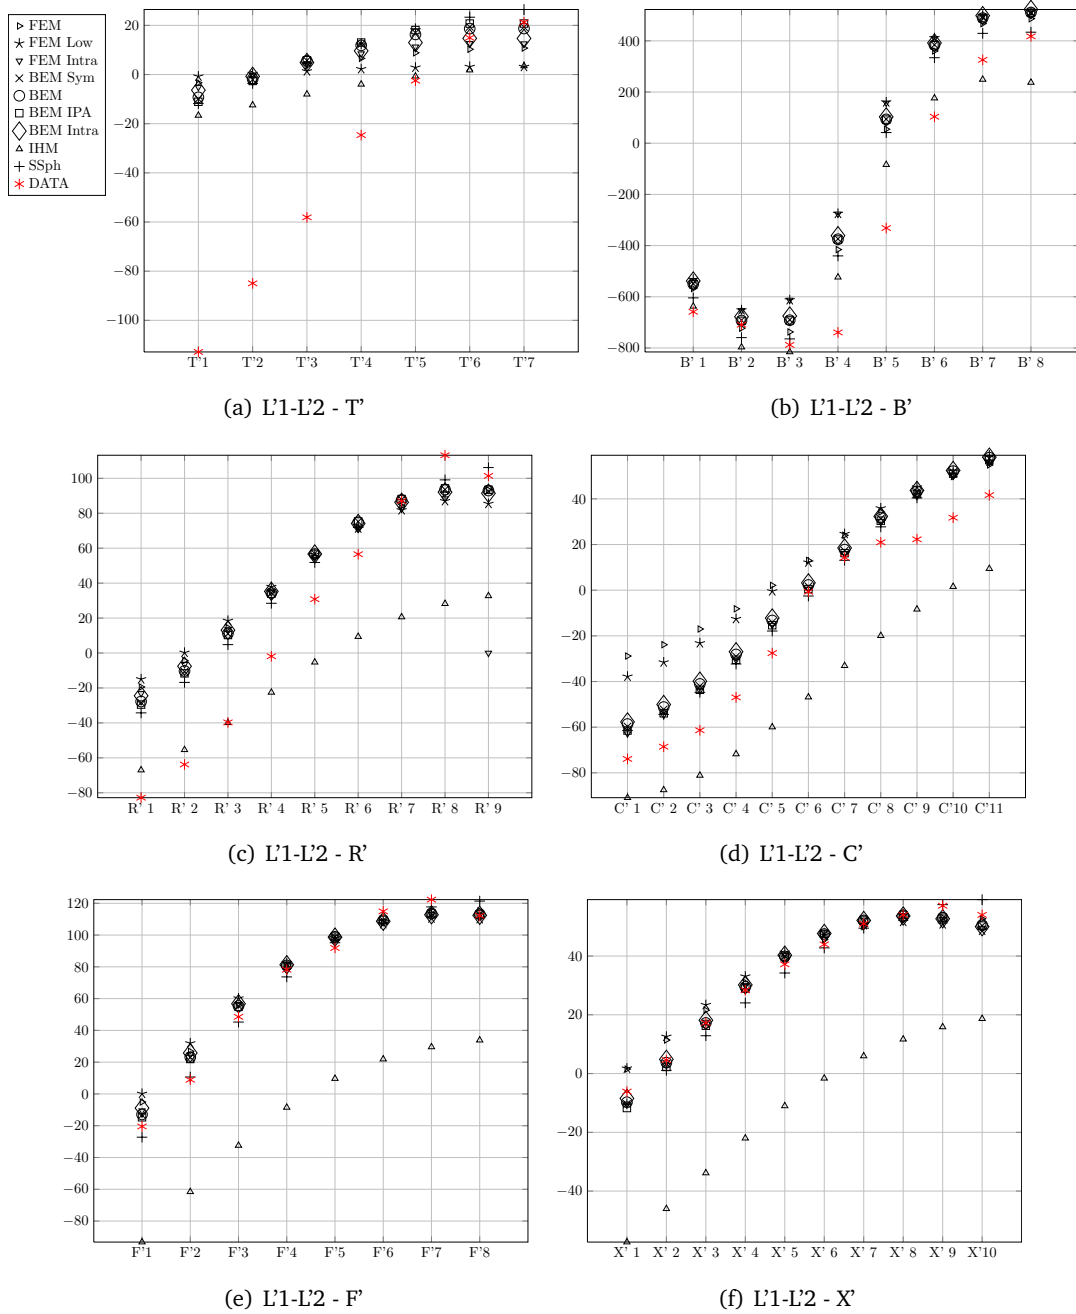 FEM
FEM Low
FEM Intra
BEM Sym
BEM
BEM IPA
BEM Intra
IHM
SSph
DATA
20
0
−20
−40
−60
−80
−100
T'1 T'2 T'3 T'4 T'5 T'6 T'7
(a) L'1-L'2 - T'
400
200
0
−200
−400
−600
−800
B' 1 B' 2 B' 3 B' 4 B' 5 B' 6 B' 7 B' 8
(b) L'1-L'2 - B'
100
80
60
40
20
0
−20
−40
−60
−80
R' 1 R' 2 R' 3 R' 4 R' 5 R' 6 R' 7 R' 8 R' 9
(c) L'1-L'2 - R'
40
20
0
−20
−40
−60
−80
C' 1 C' 2 C' 3 C' 4 C' 5 C' 6 C' 7 C' 8 C' 9 C'10 C'11
(d) L'1-L'2 - C'
120
100
80
60
40
20
0
−20
−40
−60
−80
F'1 F'2 F'3 F'4 F'5 F'6 F'7 F'8
(e) L'1-L'2 - F'
40
20
0
−20
−40
X' 1 X' 2 X' 3 X' 4 X' 5 X' 6 X' 7 X' 8 X' 9 X'10
(f) L'1-L'2 - X'